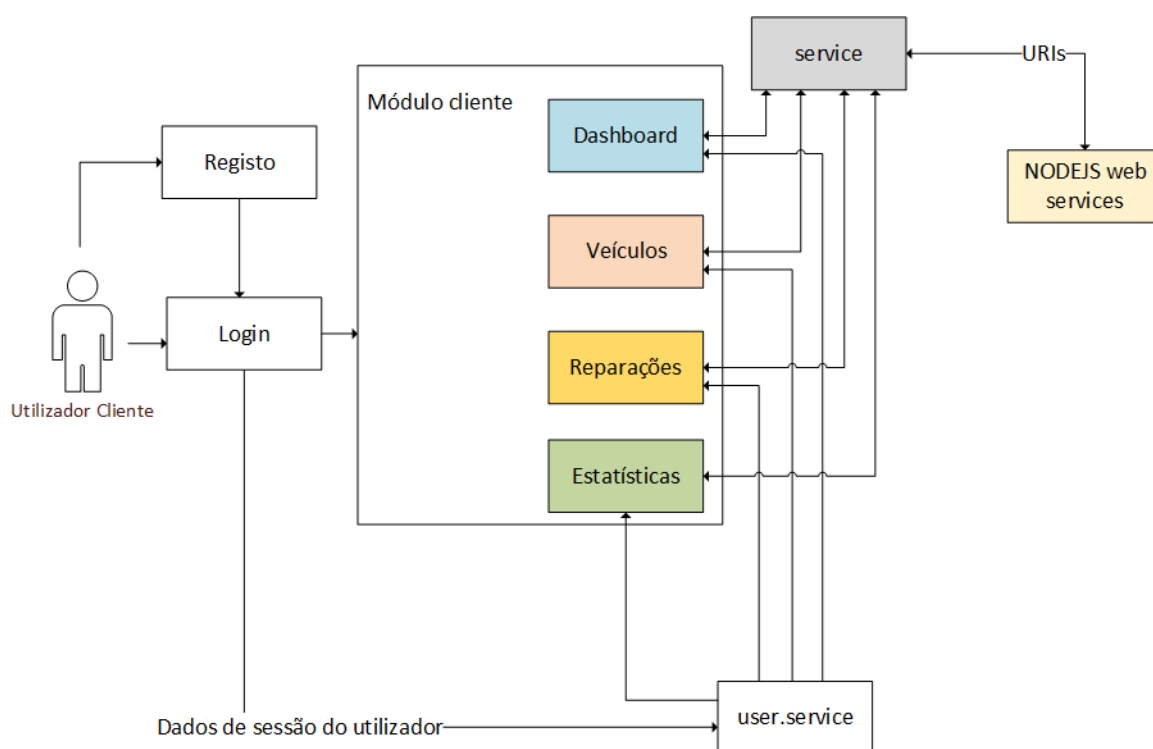 service
URIs
Módulo cliente
Dashboard
Registo
NODEJS web
services
Veículos
Login
Reparações
Utilizador Cliente
Estatísticas
Dados de sessão do utilizador
user.service